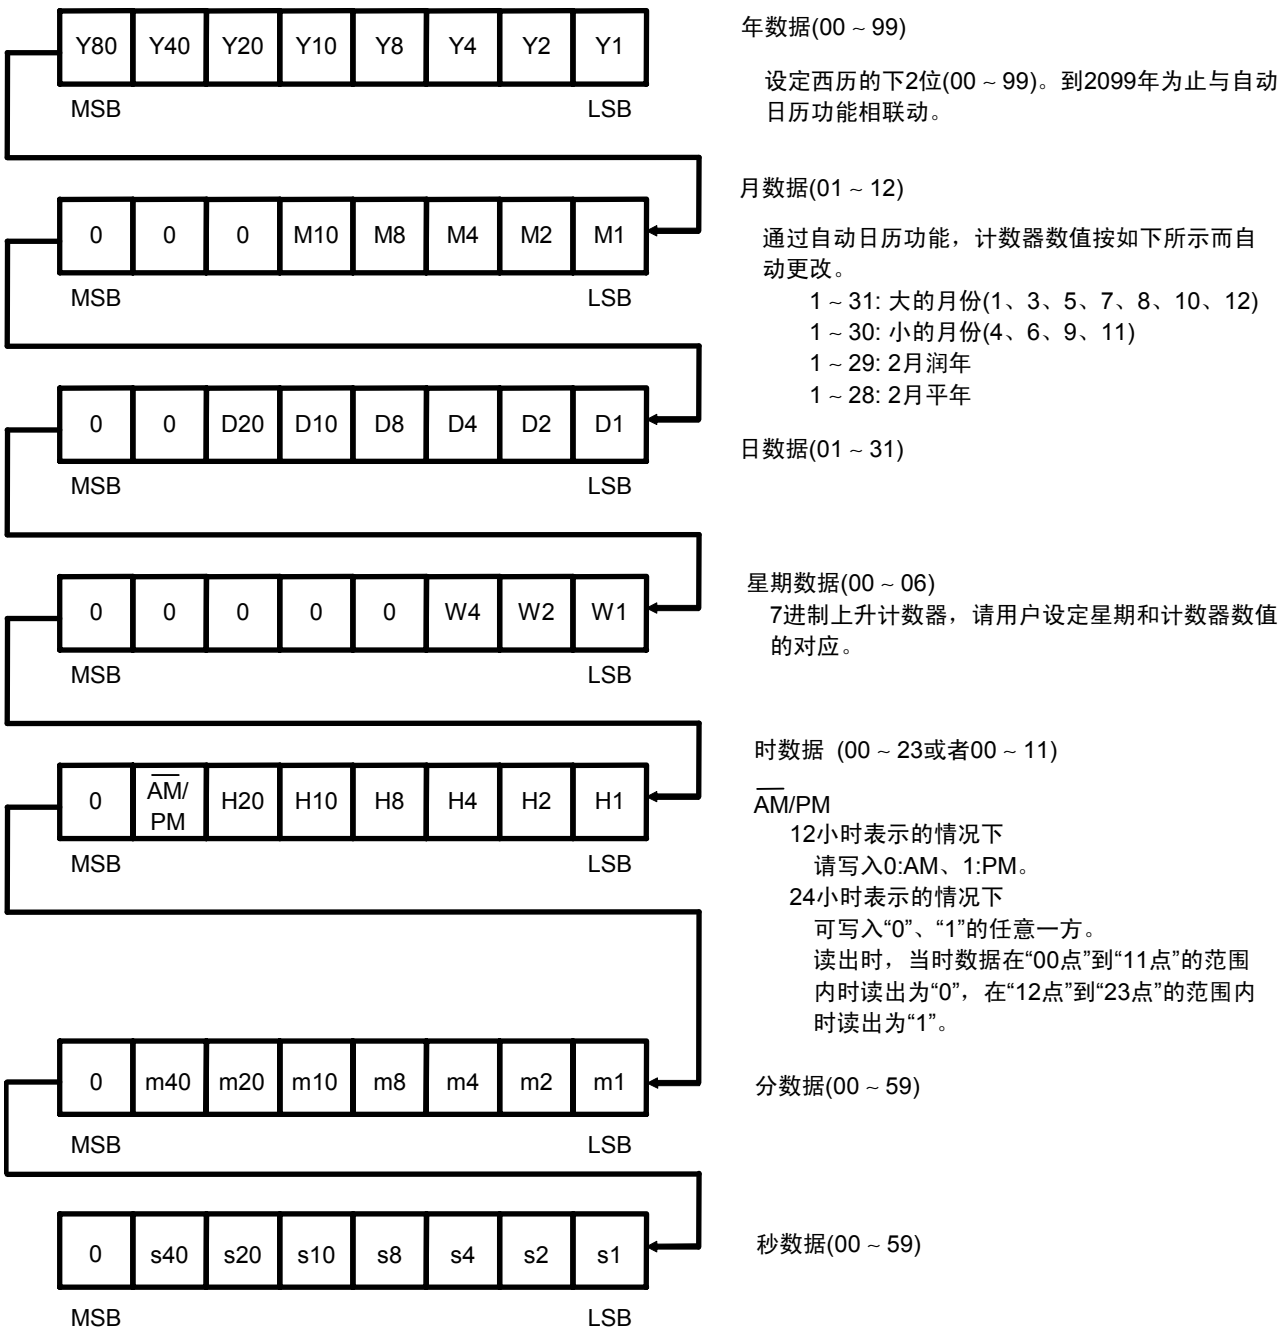 Y80 Y40 Y20 Y10 Y8 Y4 Y2 Y1
MSB LSB
年数据(00 ~ 99)
设定西历的下2位(00 ~ 99)。到2099年为止与自动
日历功能相联动。
0 0 0 M10 M8 M4 M2 M1
MSB LSB
月数据(01 ~ 12)
通过自动日历功能，计数器数值按如下所示而自
动更改。
1 ~ 31: 大的月份(1、3、5、7、8、10、12)
1 ~ 30: 小的月份(4、6、9、11)
1 ~ 29: 2月润年
1 ~ 28: 2月平年
0 0 D20 D10 D8 D4 D2 D1
MSB LSB
日数据(01 ~ 31)
0 0 0 0 0 W4 W2 W1
MSB LSB
星期数据(00 ~ 06)
7进制上升计数器，请用户设定星期和计数器数值
的对应。
0 A̅M̅/ H20 H10 H8 H4 H2 H1
PM
MSB LSB
时数据 (00 ~ 23或者00 ~ 11)
A̅M̅/PM
12小时表示的情况下
请写入0:AM、1:PM。
24小时表示的情况下
可写入“0”、“1”的任意一方。
读出时，当时数据在“00点”到“11点”的范围
内时读出为“0”，在“12点”到“23点”的范围内
时读出为“1”。
0 m40 m20 m10 m8 m4 m2 m1
MSB LSB
分数据(00 ~ 59)
0 s40 s20 s10 s8 s4 s2 s1
MSB LSB
秒数据(00 ~ 59)